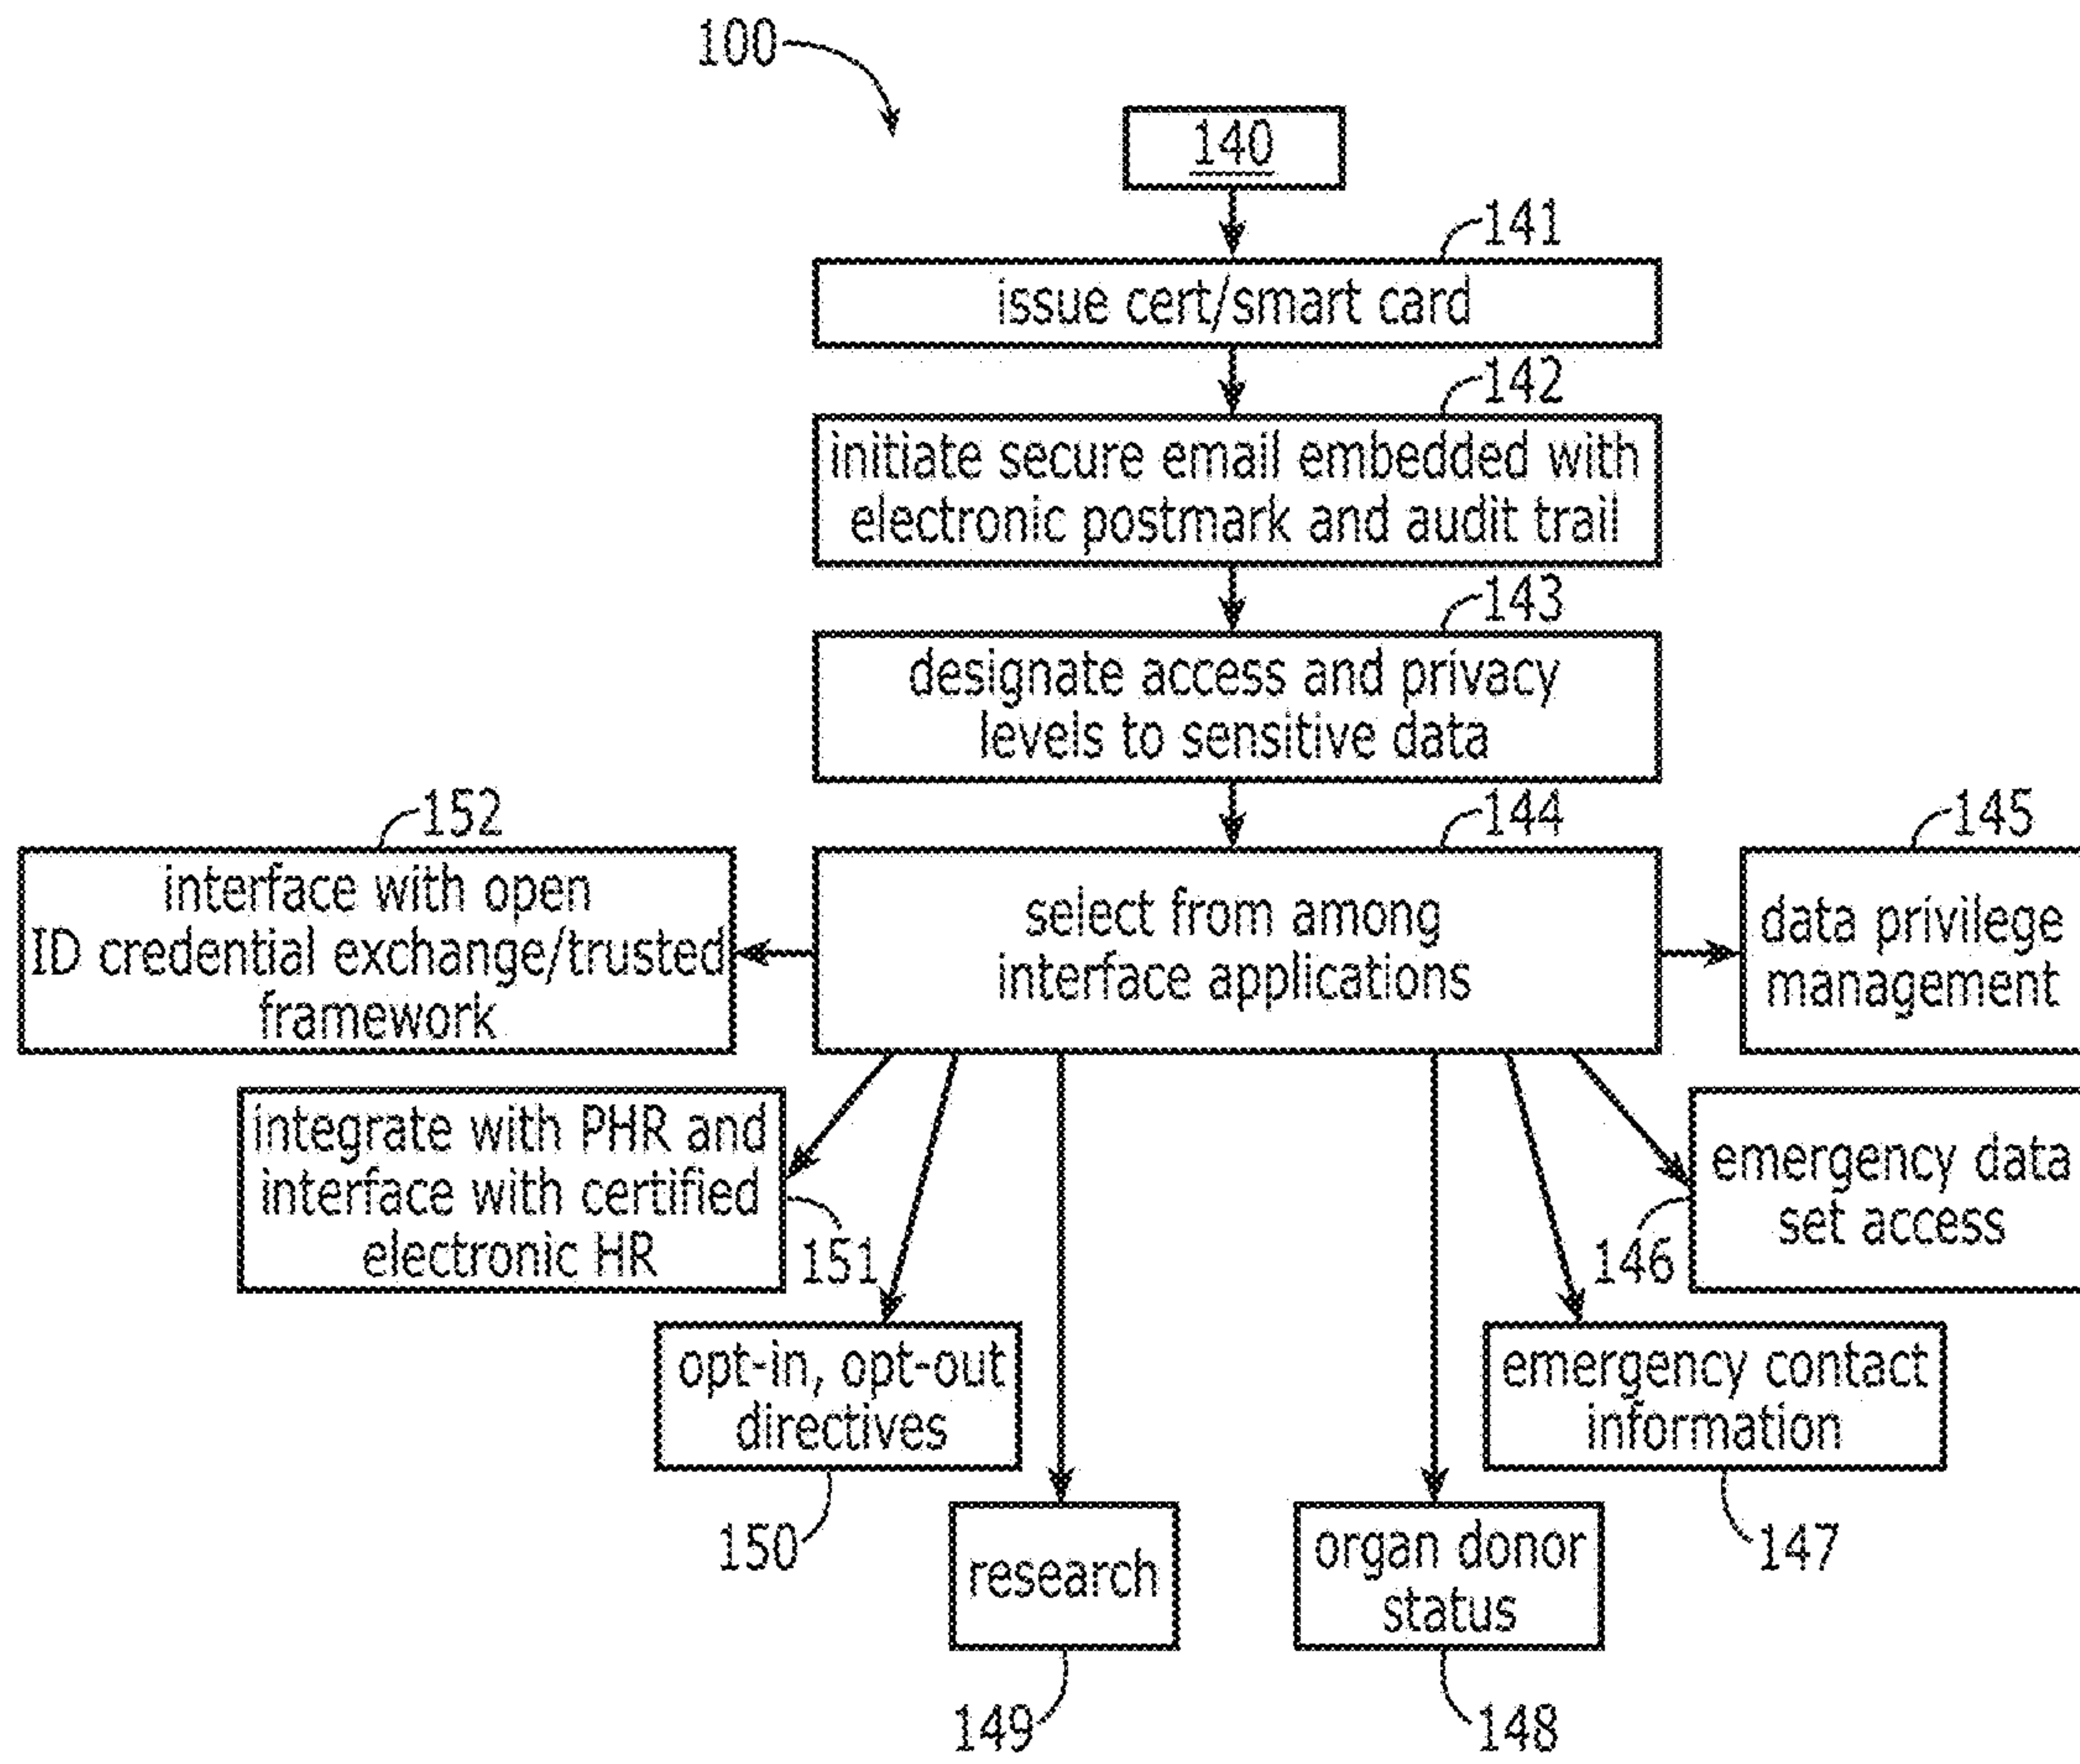 100
140
141
issue cert/smart card
142
initiate secure email embedded with
electronic postmark and audit trail
143
designate access and privacy
levels to sensitive data
152
144
145
interface with open
ID credential exchange/trusted
framework
select from among
interface applications
data privilege
management
integrate with PHR and
interface with certified
electronic HR
151
146
emergency data
set access
opt-in, opt-out
directives
emergency contact
information
150
147
research
organ donor
status
149
148